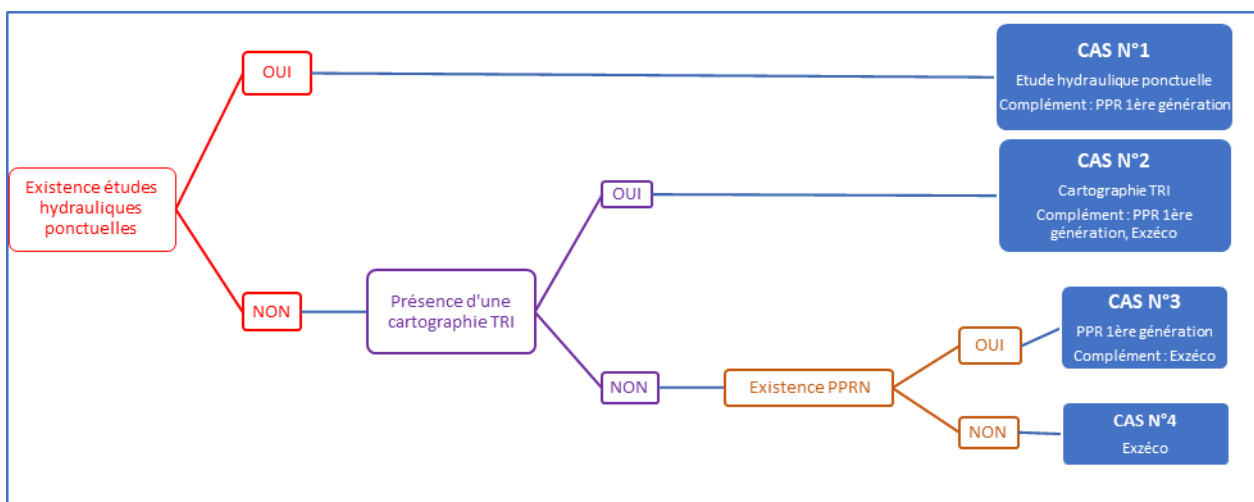 OUI
CAS N°1
Etude hydraulique ponctuelle
Complément : PPR 1ère génération
Existence études
hydrauliques
ponctuelles
OUI
CAS N°2
Cartographie TRI
Complément : PPR 1ère
génération, Exzéco
NON
Présence d'une
cartographie TRI
OUI
CAS N°3
PPR 1ère génération
Complément : Exzéco
NON
Existence PPRN
NON
CAS N°4
Exzéco